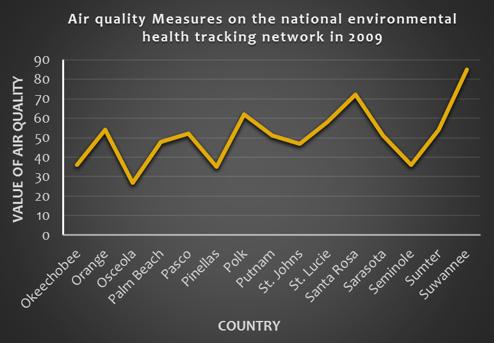 Air quality Measures on the national environmental
health tracking network in 2009
VALUE OF AIR QUALITY
90
80
70
60
50
40
30
20
10
0
Okeechobee
Orange
Osceola
Palm Beach
Pasco
Pinellas
Polk
Putnam
St. Johns
St. Lucie
Santa Rosa
Sarasota
Seminole
Sumter
Suwannee
COUNTRY